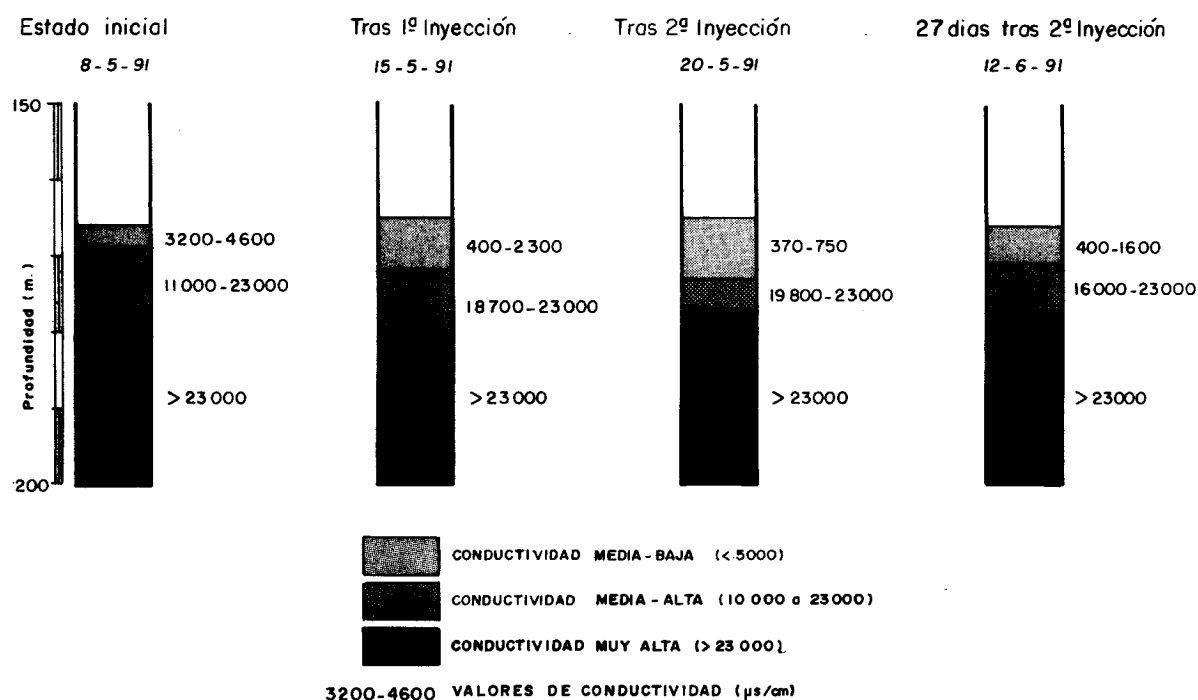 Estado inicial
8-5-91
Tras 1ª Inyección
15-5-91
Tras 2ª Inyección
20-5-91
27 dias tras 2ª Inyección
12-6-91
150
200
Profundidad (m.)
3200-4600
11000-23000
>23000
400-2300
18700-23000
>23000
370-750
19800-23000
>23000
400-1600
16000-23000
>23000
CONDUCTIVIDAD MEDIA-BAJA (<5000)
CONDUCTIVIDAD MEDIA-ALTA (10 000 a 23000)
CONDUCTIVIDAD MUY ALTA (>23 000)
3200-4600 VALORES DE CONDUCTIVIDAD (µs/cm)